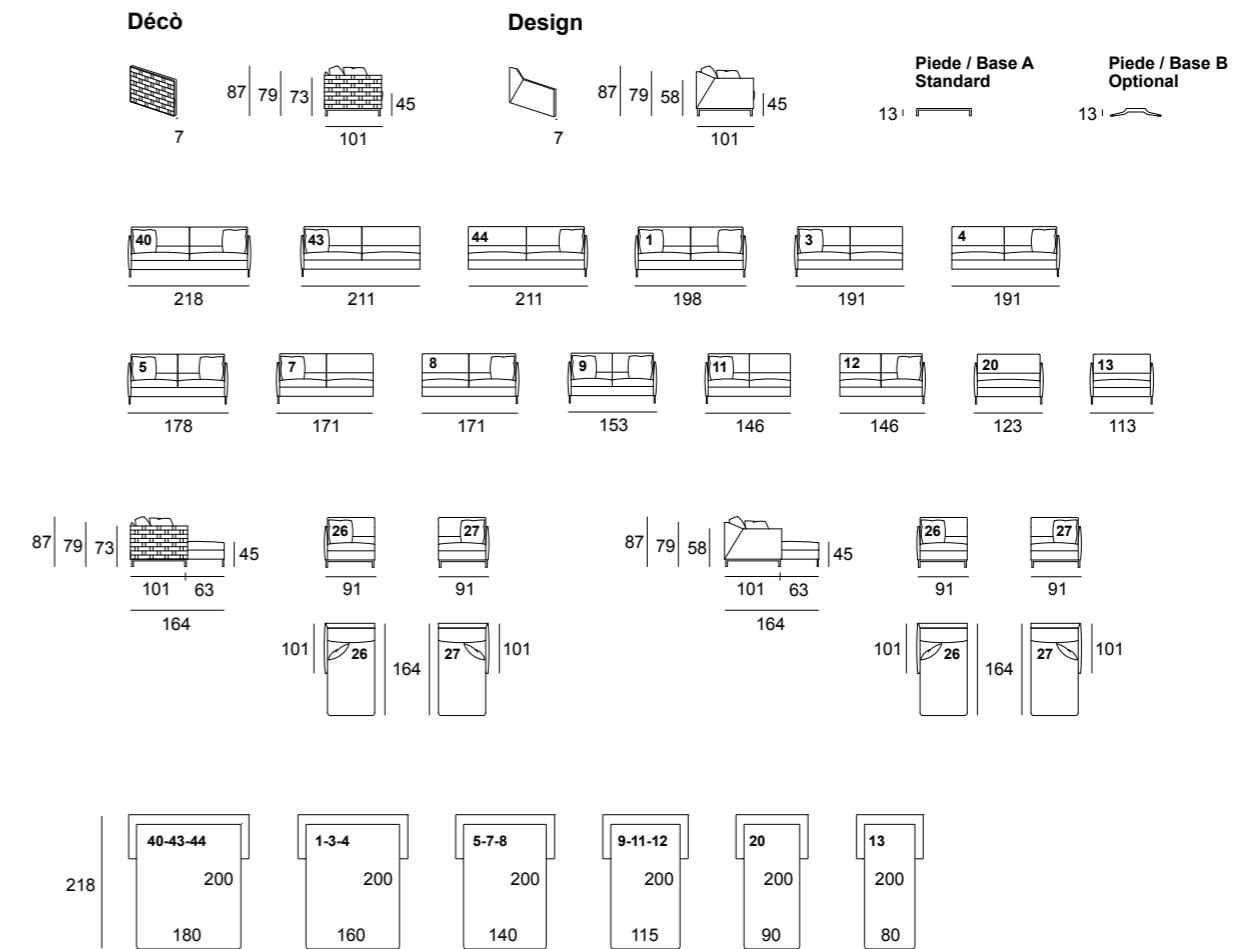 Décò Design
Piede / Base A Piede / Base B
Standard Optional
87 79 73 45 87 79 58 45 13 13
7 101 7 101
40 43 44 1 3 4
218 211 211 198 191 191
5 7 8 9 11 12 20 13
178 171 171 153 146 146 123 113
26 27 26 27
87 79 73 45 87 79 58 45
101 63 91 91 101 63 91 91
164 164
101 26 164 27 101 101 26 164 27 101
40-43-44 1-3-4 5-7-8 9-11-12 20 13
218 200 200 200 200 200 200
180 160 140 115 90 80